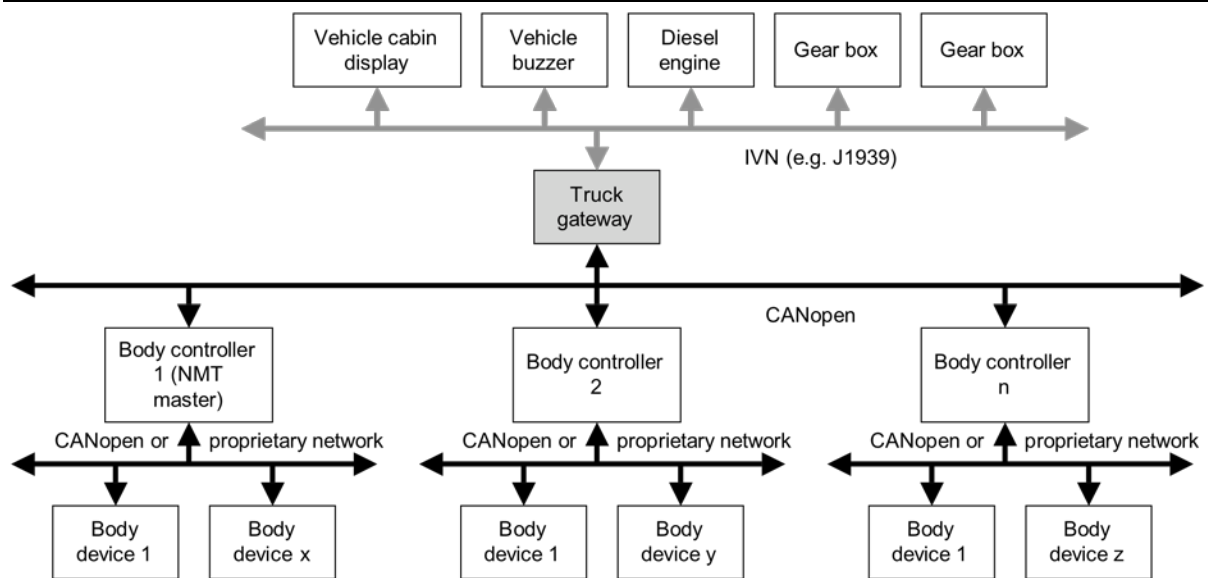 Vehicle cabin
display
Vehicle
buzzer
Diesel
engine
Gear box
Gear box
IVN (e.g. J1939)
Truck
gateway
CANopen
Body controller
1 (NMT
master)
Body controller
2
Body controller
n
CANopen or proprietary network
CANopen or proprietary network
CANopen or proprietary network
Body
device 1
Body
device x
Body
device 1
Body
device y
Body
device 1
Body
device z